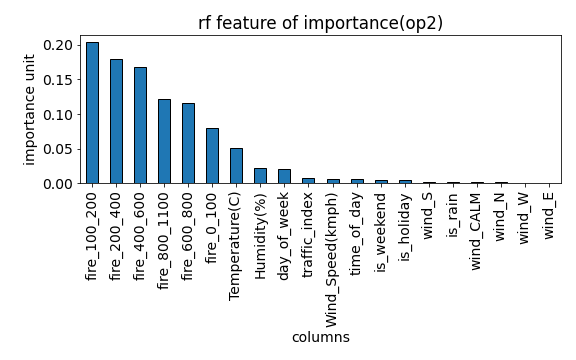 rf feature of importance(op2)
importance unit
0.20
0.15
0.10
0.05
0.00
fire_100_200
fire_200_400
fire_400_600
fire_800_1100
fire_600_800
fire_0_100
Temperature(C)
Humidity(%)
day_of_week
traffic_index
Wind_Speed(kmph)
time_of_day
is_weekend
is_holiday
wind_S
is_rain
wind_CALM
wind_N
wind_W
wind_E
columns